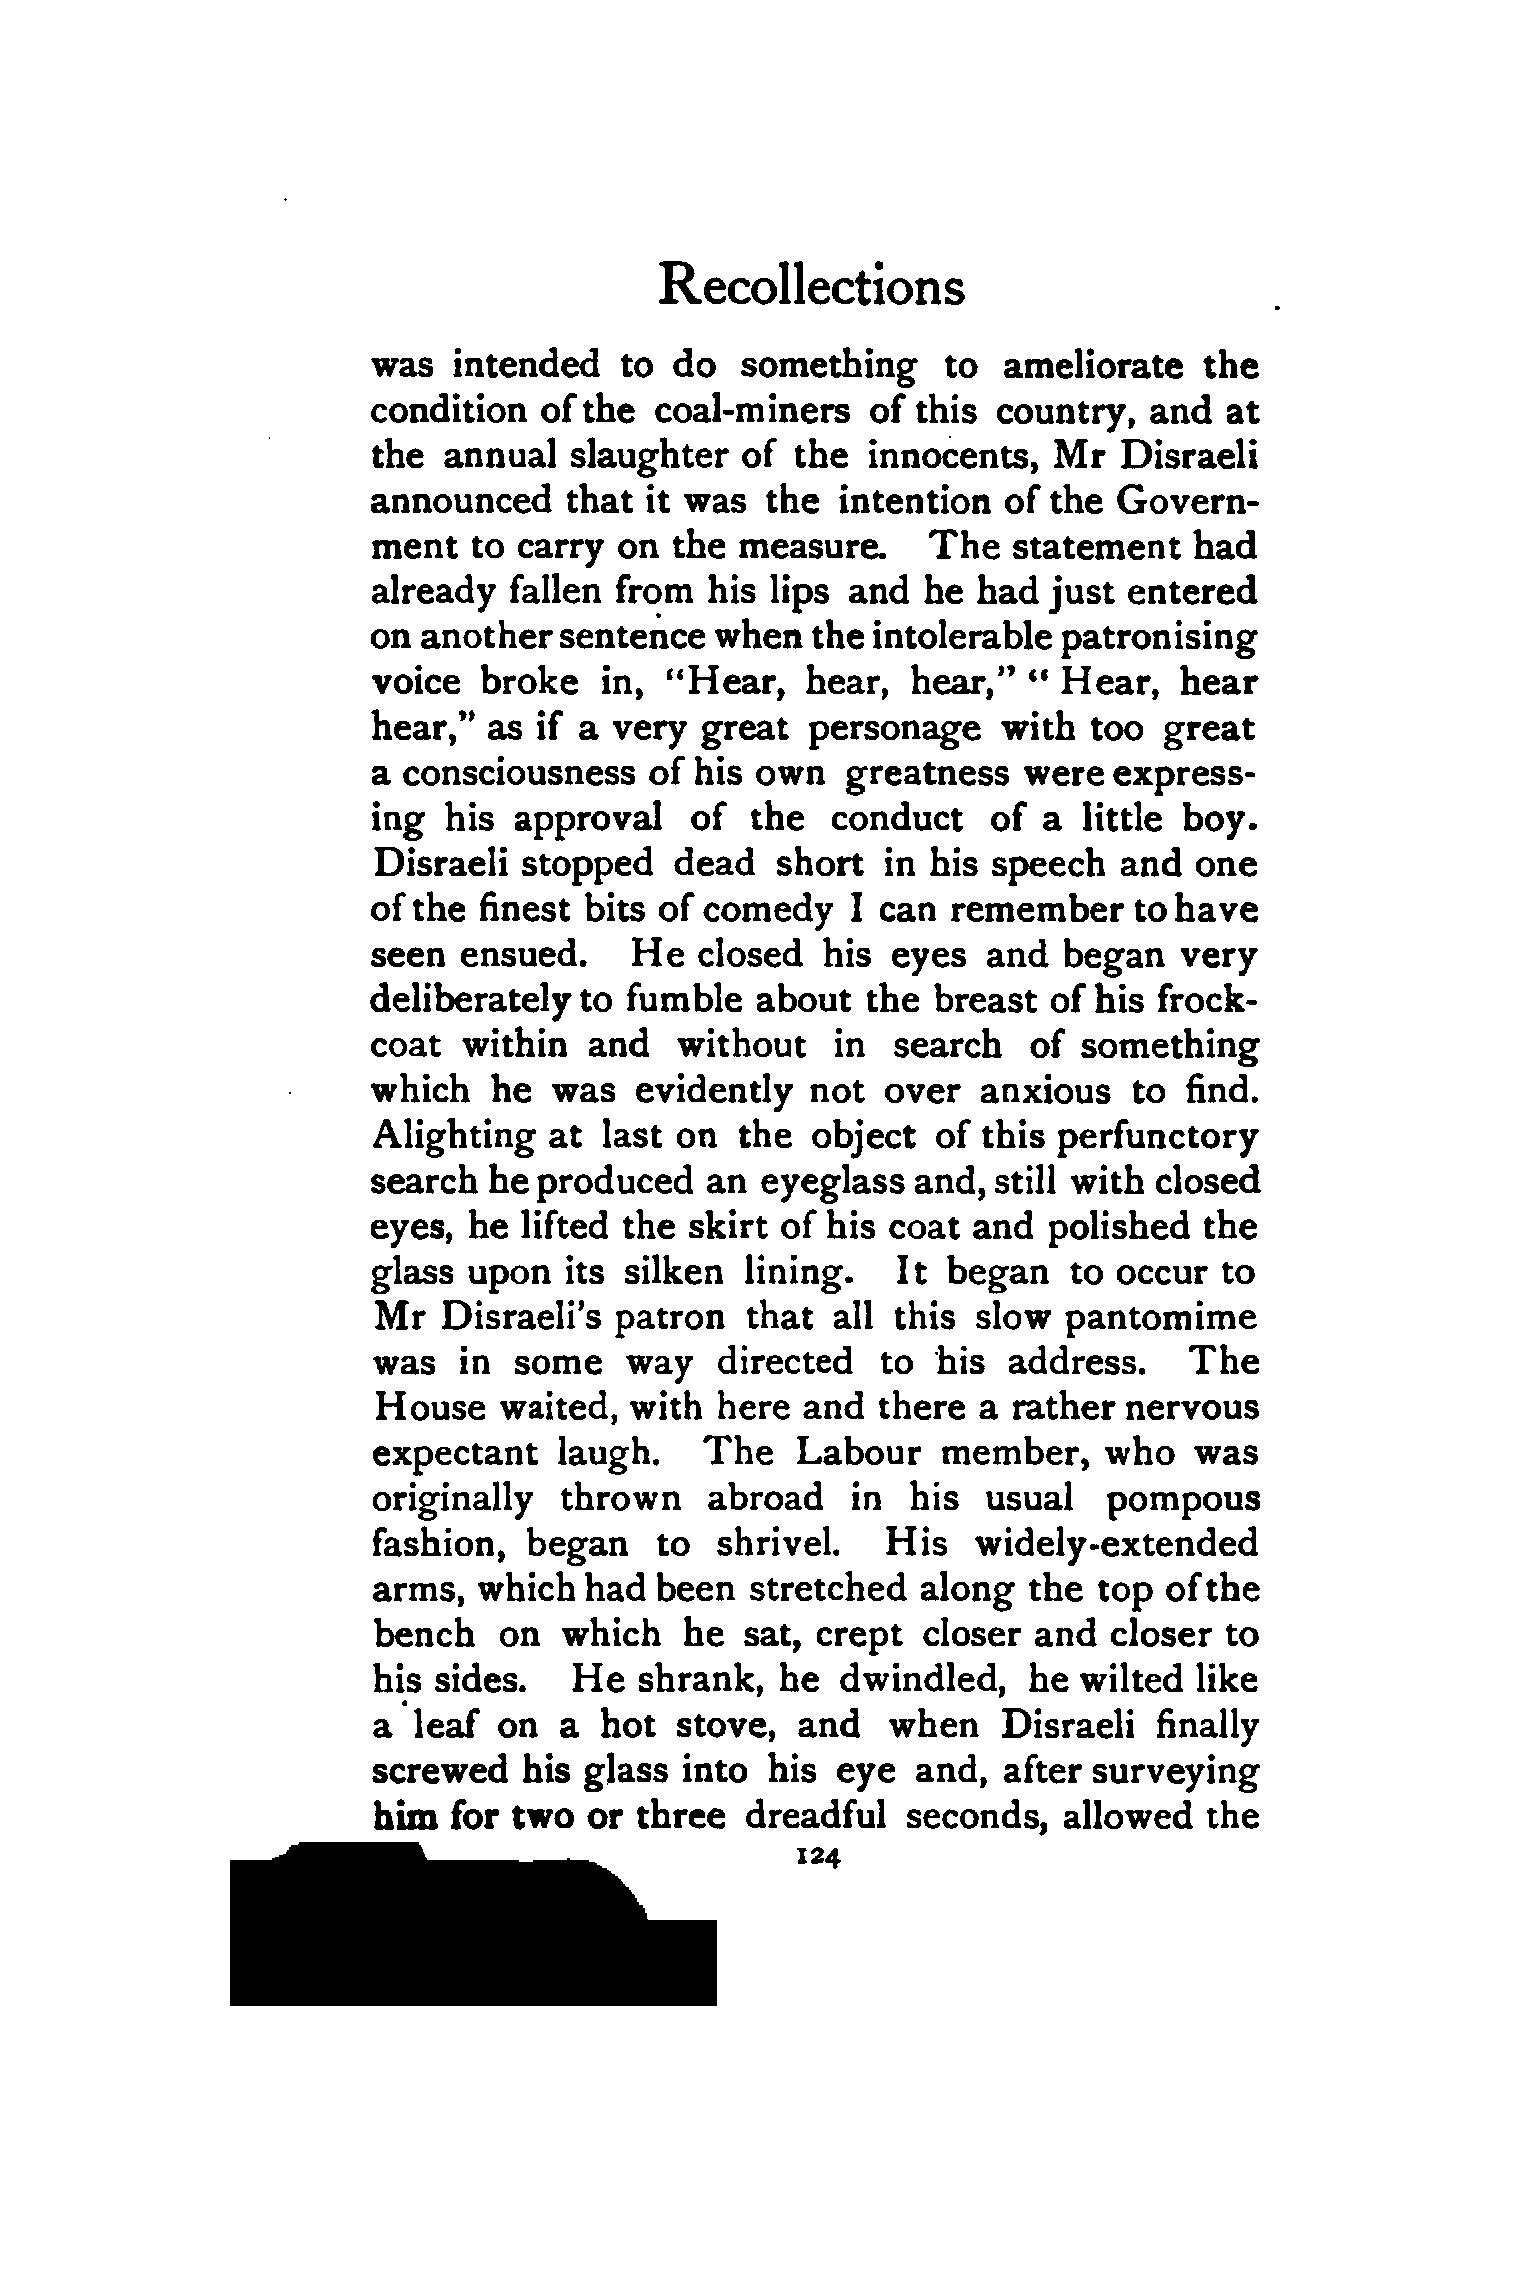 Recollections
was intended to do something to ameliorate the
condition of the coal-miners of this country, and at
the annual slaughter of the innocents, Mr Disraeli
announced that it was the intention of the Govern-
ment to carry on the measure. The statement had
already fallen from his lips and he had just entered
on another sentence when the intolerable patronising
voice broke in, "Hear, hear, hear," "Hear, hear
hear," as if a very great personage with too great
a consciousness of his own greatness were express-
ing his approval of the conduct of a little boy.
Disraeli stopped dead short in his speech and one
of the finest bits of comedy I can remember to have
seen ensued. He closed his eyes and began very
deliberately to fumble about the breast of his frock-
coat within and without in search of something
which he was evidently not over anxious to find.
Alighting at last on the object of this perfunctory
search he produced an eyeglass and, still with closed
eyes, he lifted the skirt of his coat and polished the
glass upon its silken lining. It began to occur to
Mr Disraeli's patron that all this slow pantomime
was in some way directed to his address. The
House waited, with here and there a rather nervous
expectant laugh. The Labour member, who was
originally thrown abroad in his usual pompous
fashion, began to shrivel. His widely-extended
arms, which had been stretched along the top of the
bench on which he sat, crept closer and closer to
his sides. He shrank, he dwindled, he wilted like
a leaf on a hot stove, and when Disraeli finally
screwed his glass into his eye and, after surveying
him for two or three dreadful seconds, allowed the
124